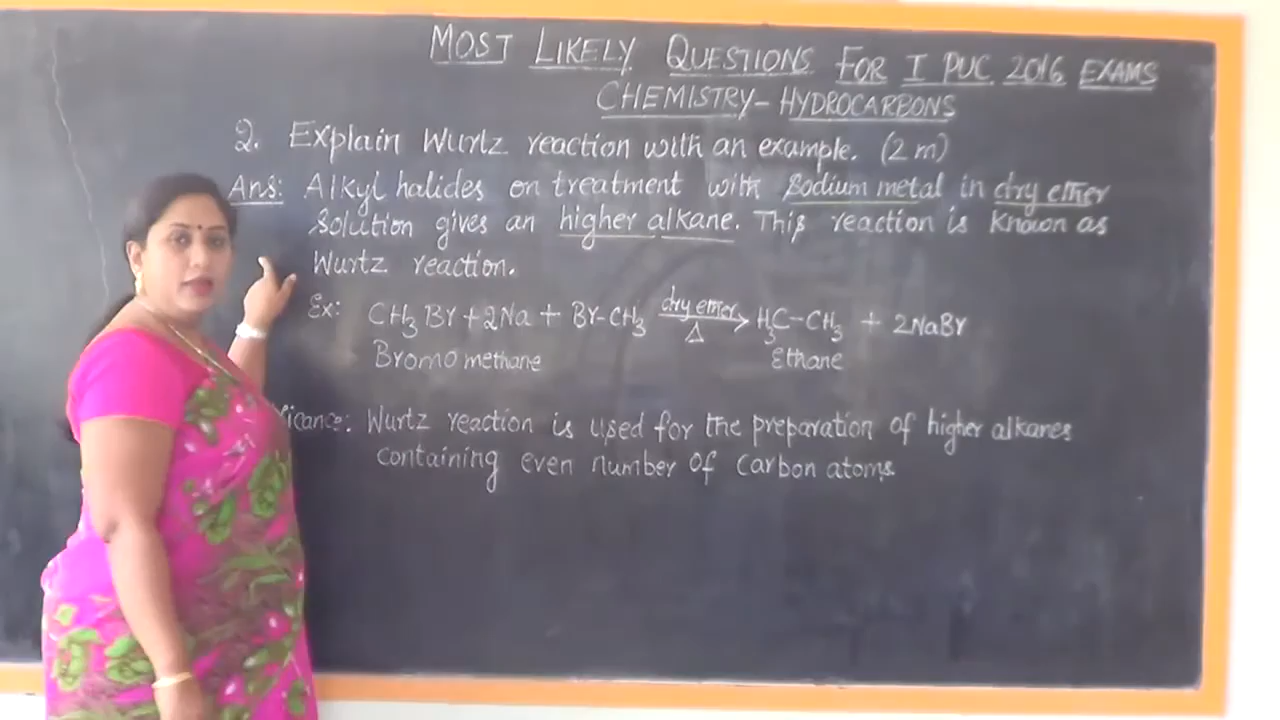 MOST LIKELY QUESTIONS FOR I PUC 2016 EXAMS
CHEMISTRY-HYDROCARBONS
2. Explain Wurtz reaction with an example. (2m)
Ans: Alkyl halides on treatment with Sodium metal in dry ether
Solution gives an higher alkane. This reaction is known as
Wurtz reaction.
Ex: CH₃Br + 2Na + Br-CH₃ dry ether Δ → H₃C-CH₃ + 2NaBr
Bromo methane Ethane
icance: Wurtz reaction is used for the preparation of higher alkanes
containing even number of carbon atoms.